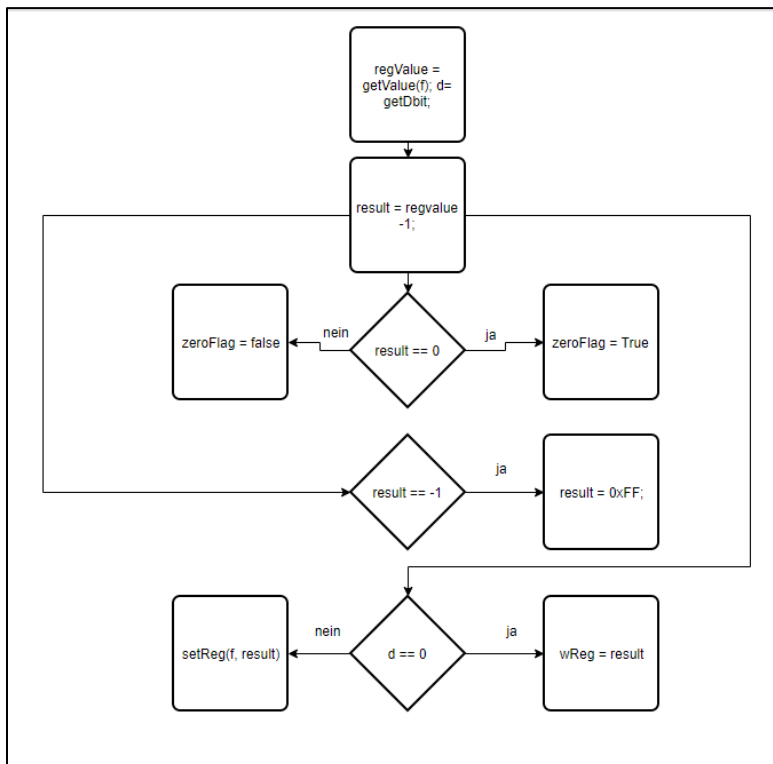 regValue =
getValue(f); d=
getDbit;
result = regvalue
-1;
zeroFlag = false
nein
result == 0
ja
zeroFlag = True
result == -1
ja
result = 0xFF;
setReg(f, result)
nein
d == 0
ja
wReg = result